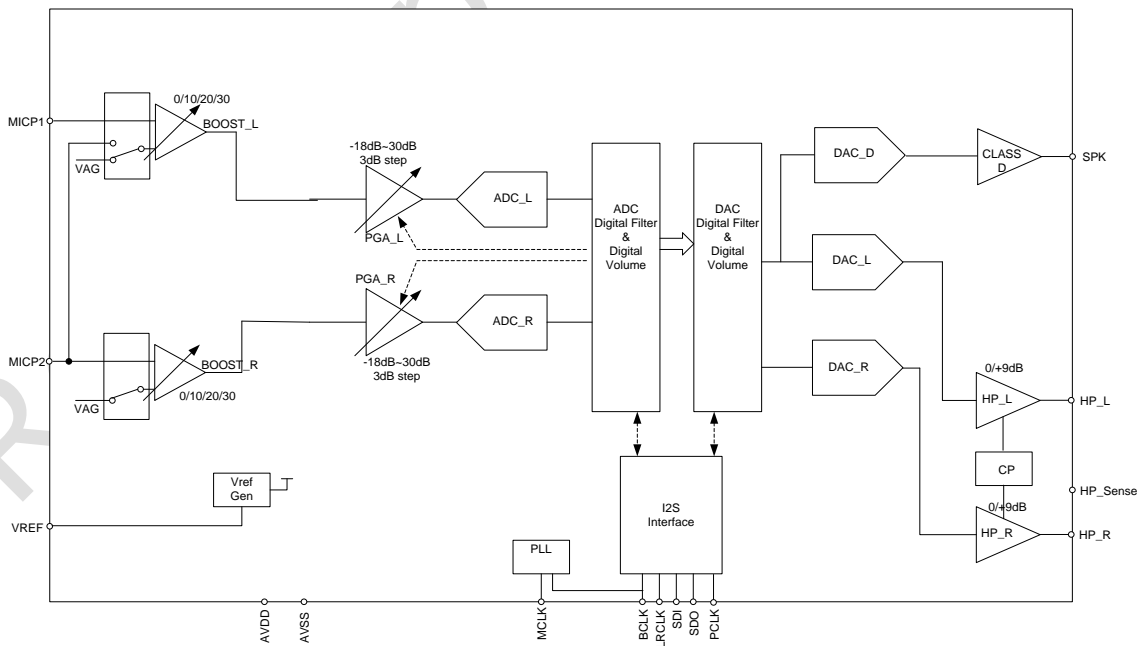 0/10/20/30
MICP1
BOOST_L
VAG
-18dB~30dB
3dB step
PGA_L
ADC_L
ADC
Digital Filter
&
Digital
Volume
DAC
Digital Filter
&
Digital
Volume
DAC_D
CLASS
D
SPK
DAC_L
PGA_R
ADC_R
-18dB~30dB
3dB step
MICP2
BOOST_R
VAG
0/10/20/30
DAC_R
0/+9dB
HP_L
HP_L
CP
HP_Sense
0/+9dB
HP_R
HP_R
Vref
Gen
VREF
I2S
Interface
PLL
AVDD
AVSS
MCLK
BCLK
LRCLK
SDI
SDO
PCLK